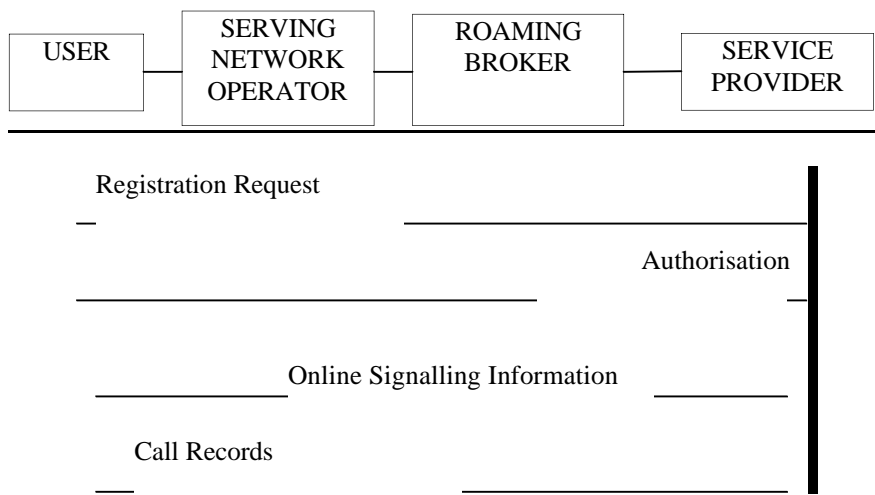 USER
SERVING
NETWORK
OPERATOR
ROAMING
BROKER
SERVICE
PROVIDER
Registration Request
Authorisation
Online Signalling Information
Call Records